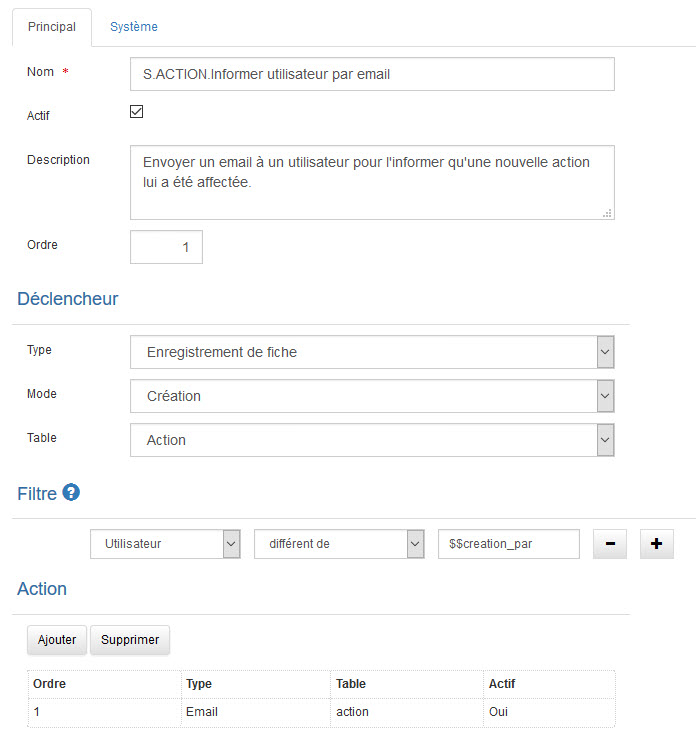 Principal Système
Nom *
S.ACTION.Informer utilisateur par email
Actif
Description
Envoyer un email à un utilisateur pour l'informer qu'une nouvelle action
lui a été affectée.
Ordre
1
Déclencheur
Type
Enregistrement de fiche
Mode
Création
Table
Action
Filtre ?
Utilisateur différent de $$creation_par - +
Action
Ajouter Supprimer
Ordre Type Table Actif
1 Email action Oui